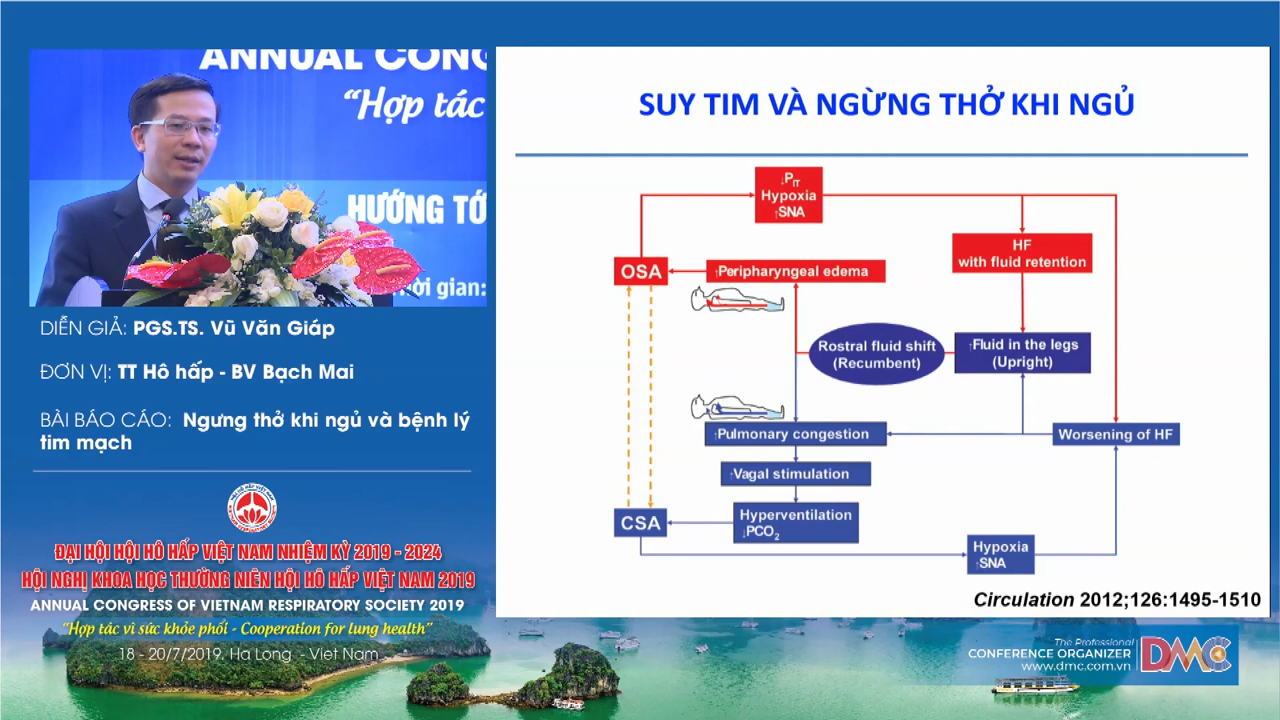 ANNUAL CONG
“Hợp tác
HƯỚNG TỚ
ời gian:
DIỄN GIẢ: PGS.TS. Vũ Văn Giáp
ĐƠN VỊ: TT Hô hấp - BV Bạch Mai
BÀI BÁO CÁO: Ngưng thở khi ngủ và bệnh lý
tim mạch
ĐẠI HỘI HỘI HÔ HẤP VIỆT NAM NHIỆM KỲ 2019 - 2024
HỘI NGHỊ KHOA HỌC THƯỜNG NIÊN HỘI HÔ HẤP VIỆT NAM 2019
ANNUAL CONGRESS OF VIETNAM RESPIRATORY SOCIETY 2019
“Hợp tác vì sức khỏe phổi - Cooperation for lung health”
18 - 20/7/2019. Ha Long - Viet Nam
SUY TIM VÀ NGỪNG THỞ KHI NGỦ
↓PIT
Hypoxia
↑SNA
HF
with fluid retention
OSA
↑Peripharyngeal edema
Rostral fluid shift
(Recumbent)
↑Fluid in the legs
(Upright)
↑Pulmonary congestion
Worsening of HF
↑Vagal stimulation
CSA
Hyperventilation
↓PCO2
Hypoxia
↑SNA
Circulation 2012;126:1495-1510
The Professional
CONFERENCE ORGANIZER
www.dmc.com.vn
DMC